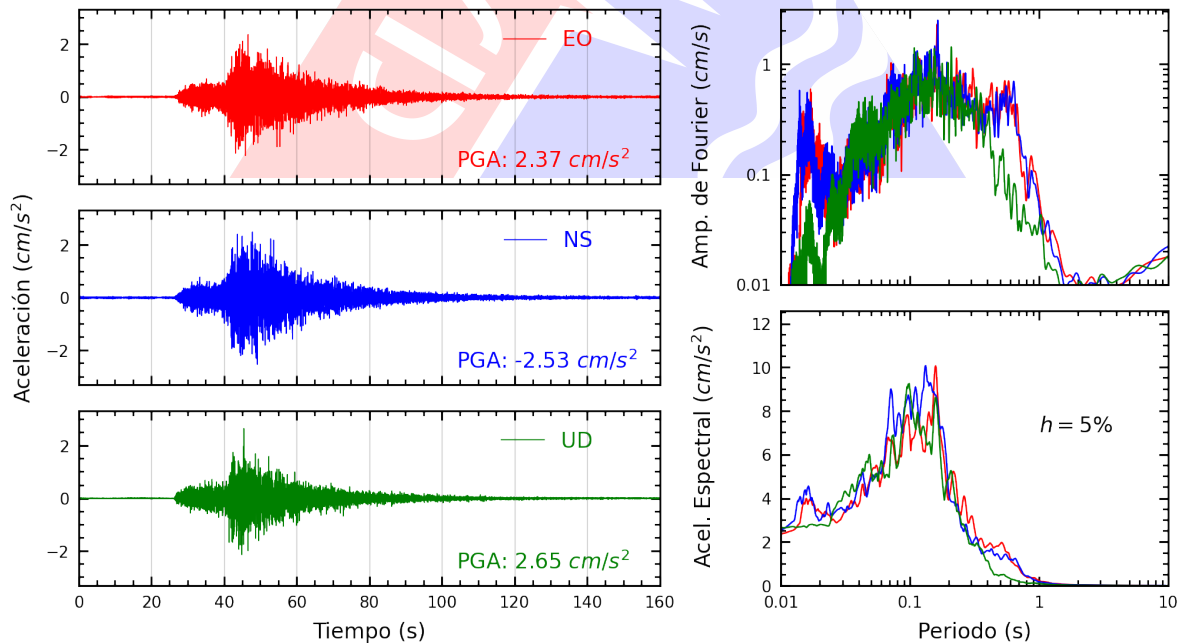 Aceleración (cm/s²)
2
0
−2
EO
PGA: 2.37 cm/s²
2
0
−2
NS
PGA: -2.53 cm/s²
2
0
−2
UD
PGA: 2.65 cm/s²
0 20 40 60 80 100 120 140 160
Tiempo (s)
Amp. de Fourier (cm/s)
1
0.1
0.01
Acel. Espectral (cm/s²)
12
10
8
6
4
2
0
h = 5%
0.01 0.1 1 10
Periodo (s)